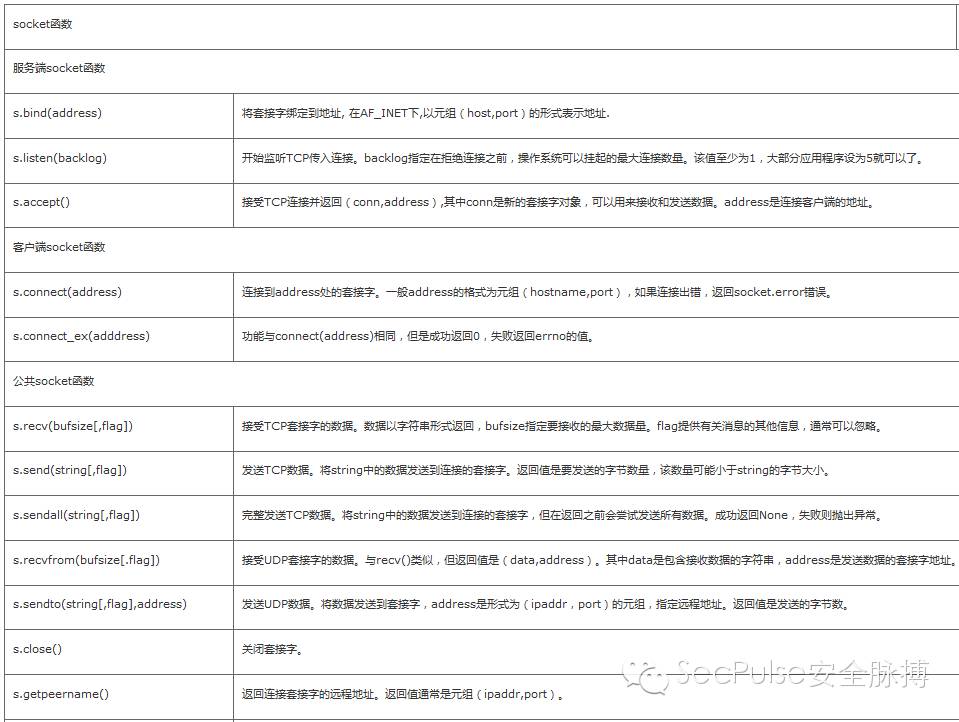 socket函数
服务端socket函数
s.bind(address)
将套接字绑定到地址, 在AF_INET下,以元组（host,port）的形式表示地址.
s.listen(backlog)
开始监听TCP传入连接。backlog指定在拒绝连接之前，操作系统可以挂起的最大连接数量。该值至少为1，大部分应用程序设为5就可以了。
s.accept()
接受TCP连接并返回（conn,address）,其中conn是新的套接字对象，可以用来接收和发送数据。address是连接客户端的地址。
客户端socket函数
s.connect(address)
连接到address处的套接字。一般address的格式为元组（hostname,port），如果连接出错，返回socket.error错误。
s.connect_ex(adddress)
功能与connect(address)相同，但是成功返回0，失败返回errno的值。
公共socket函数
s.recv(bufsize[,flag])
接受TCP套接字的数据。数据以字符串形式返回，bufsize指定要接收的最大数据量。flag提供有关消息的其他信息，通常可以忽略。
s.send(string[,flag])
发送TCP数据。将string中的数据发送到连接的套接字。返回值是要发送的字节数量，该数量可能小于string的字节大小。
s.sendall(string[,flag])
完整发送TCP数据。将string中的数据发送到连接的套接字，但在返回之前会尝试发送所有数据。成功返回None，失败则抛出异常。
s.recvfrom(bufsize[.flag])
接受UDP套接字的数据。与recv()类似，但返回值是（data,address）。其中data是包含接收数据的字符串，address是发送数据的套接字地址。
s.sendto(string[,flag],address)
发送UDP数据。将数据发送到套接字，address是形式为（ipaddr，port）的元组，指定远程地址。返回值是发送的字节数。
s.close()
关闭套接字。
s.getpeername()
返回连接套接字的远程地址。返回值通常是元组（ipaddr,port）。
SecPulse安全脉搏